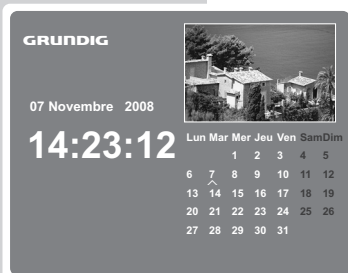 GRUNDIG
07 Novembre 2008
14:23:12
Lun Mar Mer Jeu Ven SamDim
1 2 3 4 5
6 7 8 9 10 11 12
13 14 15 16 17 18 19
20 21 22 23 24 25 26
27 28 29 30 31